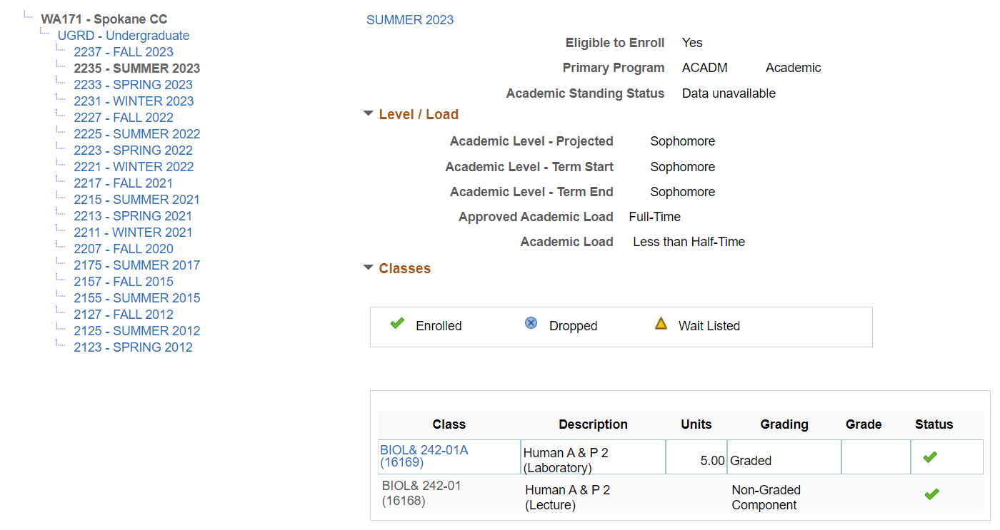 WA171 - Spokane CC
UGRD - Undergraduate
2237 - FALL 2023
2235 - SUMMER 2023
2233 - SPRING 2023
2231 - WINTER 2023
2227 - FALL 2022
2225 - SUMMER 2022
2223 - SPRING 2022
2221 - WINTER 2022
2217 - FALL 2021
2215 - SUMMER 2021
2213 - SPRING 2021
2211 - WINTER 2021
2207 - FALL 2020
2175 - SUMMER 2017
2157 - FALL 2015
2155 - SUMMER 2015
2127 - FALL 2012
2125 - SUMMER 2012
2123 - SPRING 2012
SUMMER 2023
Eligible to Enroll Yes
Primary Program ACADM Academic
Academic Standing Status Data unavailable
Level / Load
Academic Level - Projected Sophomore
Academic Level - Term Start Sophomore
Academic Level - Term End Sophomore
Approved Academic Load Full-Time
Academic Load Less than Half-Time
Classes
Enrolled Dropped Wait Listed
Class Description Units Grading Grade Status
BIOL& 242-01A Human A & P 2 5.00 Graded
(16169) (Laboratory)
BIOL& 242-01 Human A & P 2 Non-Graded
(16168) (Lecture) Component